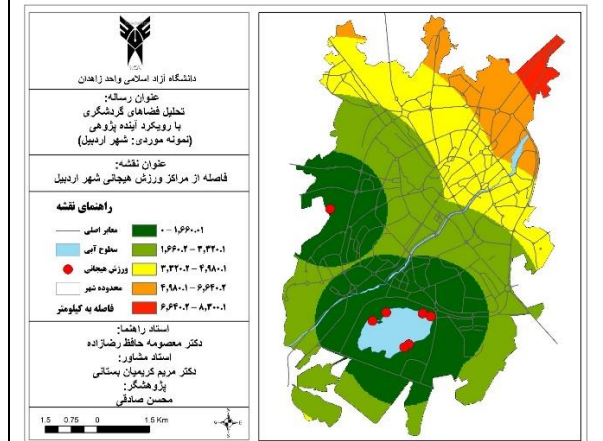 دانشگاه آزاد اسلامی واحد زاهدان
عنوان رساله:
تحلیل فضاهای گردشگری
با رویکرد آینده پژوهی
(نمونه موردی: شهر اردبیل)
عنوان نقشه:
فاصله از مراکز ورزش هیجانی شهر اردبیل
راهنمای نقشه
معابر اصلی ۰ – ۱,۶۶۰.۰۱
سطوح آبی ۱,۶۶۰.۲ – ۳,۳۲۰.۱
ورزش هیجانی ۳,۳۲۰.۲ – ۴,۹۸۰.۱
محدوده شهر ۴,۹۸۰.۱ – ۶,۶۴۰.۲
فاصله به کیلومتر ۶,۶۴۰.۲ – ۸,۳۰۰.۱
استاد راهنما:
دکتر معصومه حافظ رضازاده
استاد مشاور:
دکتر مریم کریمیان بستانی
پژوهشگر:
محسن صادقی
1.5 0.75 0 1.5 Km